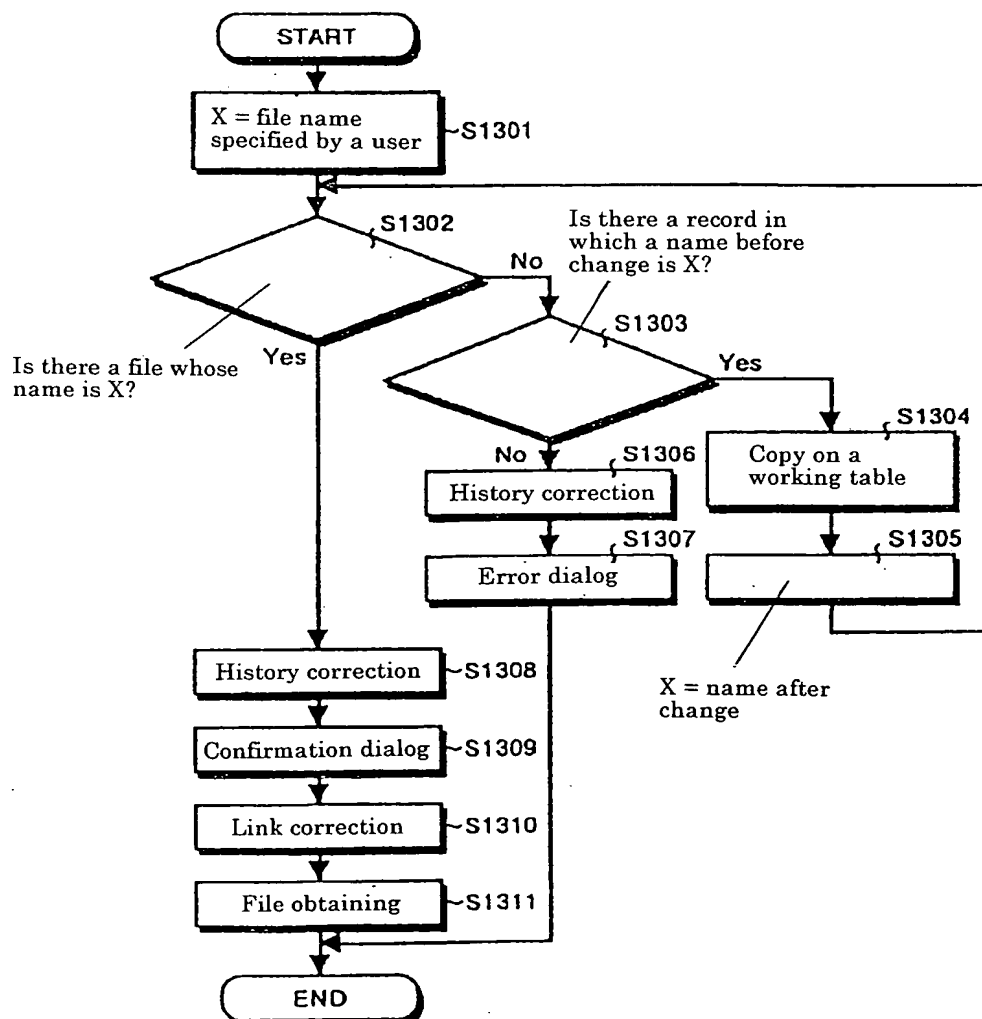 START
X = file name
specified by a user
S1301
S1302
Is there a record in
which a name before
change is X?
No
S1303
Is there a file whose
name is X?
Yes
Yes
S1304
Copy on a
working table
No
S1306
History correction
S1305
S1307
Error dialog
X = name after
change
History correction
S1308
Confirmation dialog
S1309
Link correction
S1310
File obtaining
S1311
END